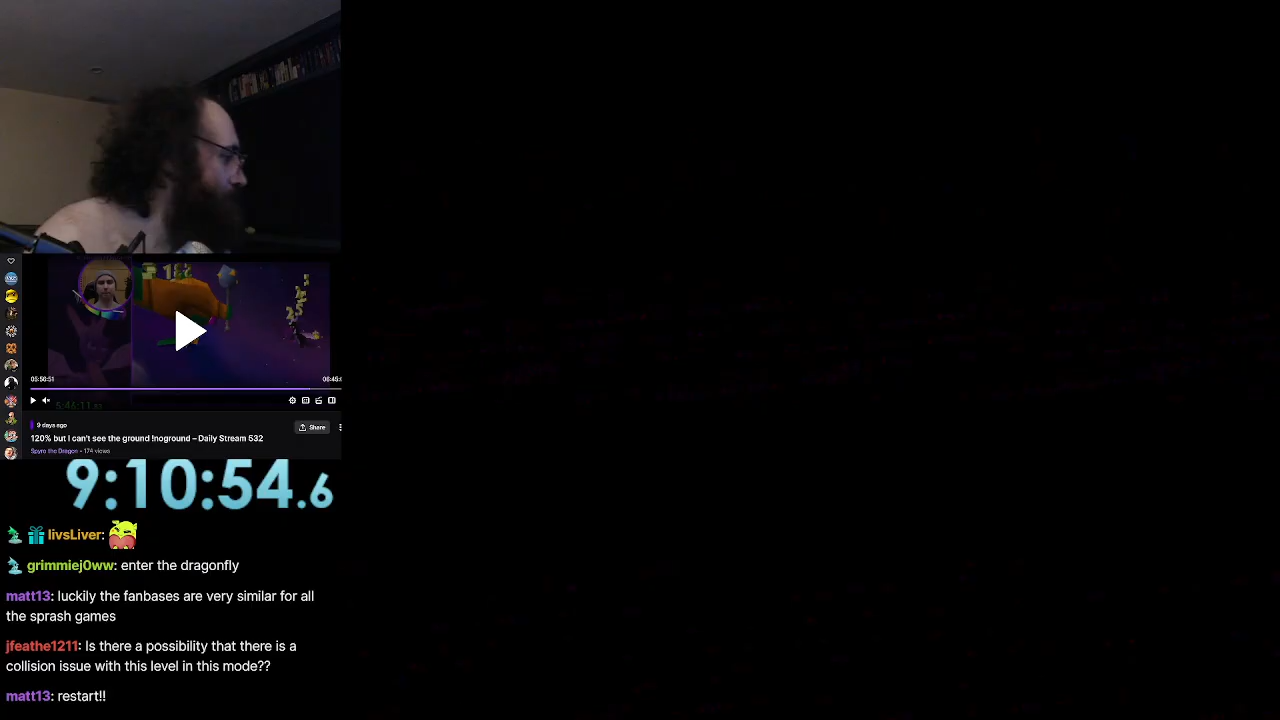 05:50:51
9 days ago
Share
120% but I can't see the ground !noground – Daily Stream 532
Spyro the Dragon • 174 views
9:10:54.6
livsLiver:
grimmiej0ww: enter the dragonfly
matt13: luckily the fanbases are very similar for all
the sprash games
jfeathe1211: Is there a possibility that there is a
collision issue with this level in this mode??
matt13: restart!!